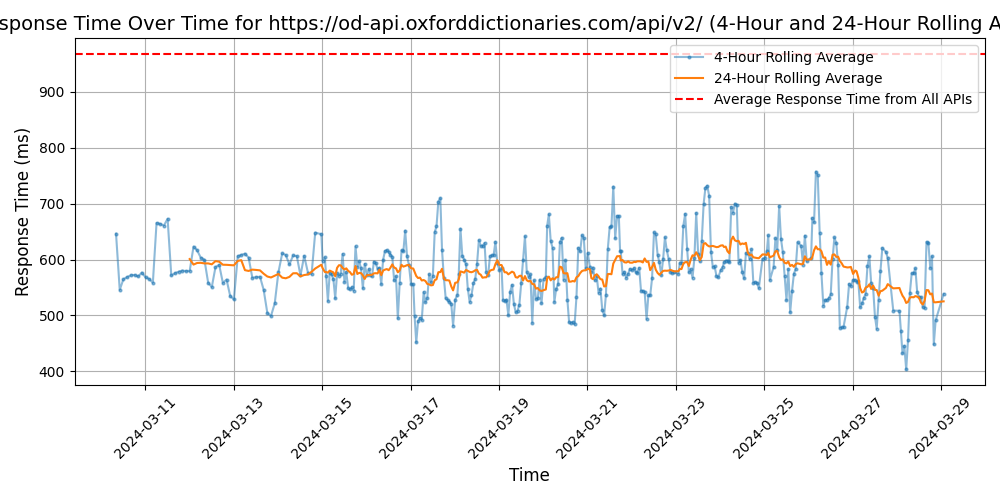 sponse Time Over Time for https://od-api.oxforddictionaries.com/api/v2/ (4-Hour and 24-Hour Rolling A
4-Hour Rolling Average
24-Hour Rolling Average
Average Response Time from All APIs
Response Time (ms)
900
800
700
600
500
400
2024-03-11
2024-03-13
2024-03-15
2024-03-17
2024-03-19
2024-03-21
2024-03-23
2024-03-25
2024-03-27
2024-03-29
Time